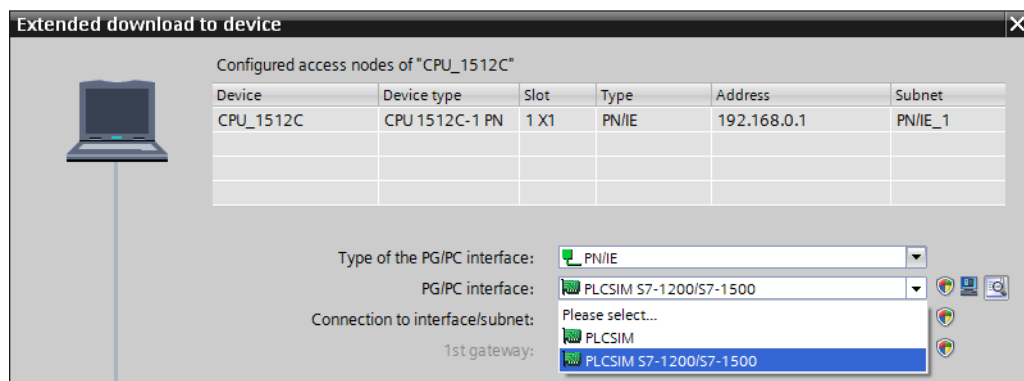 Extended download to device
Configured access nodes of "CPU_1512C"
Device Device type Slot Type Address Subnet
CPU_1512C CPU 1512C-1 PN 1 X1 PN/IE 192.168.0.1 PN/IE_1
Type of the PG/PC interface: PN/IE
PG/PC interface: PLCSIM S7-1200/S7-1500
Connection to interface/subnet: Please select...
PLCSIM
1st gateway: PLCSIM S7-1200/S7-1500